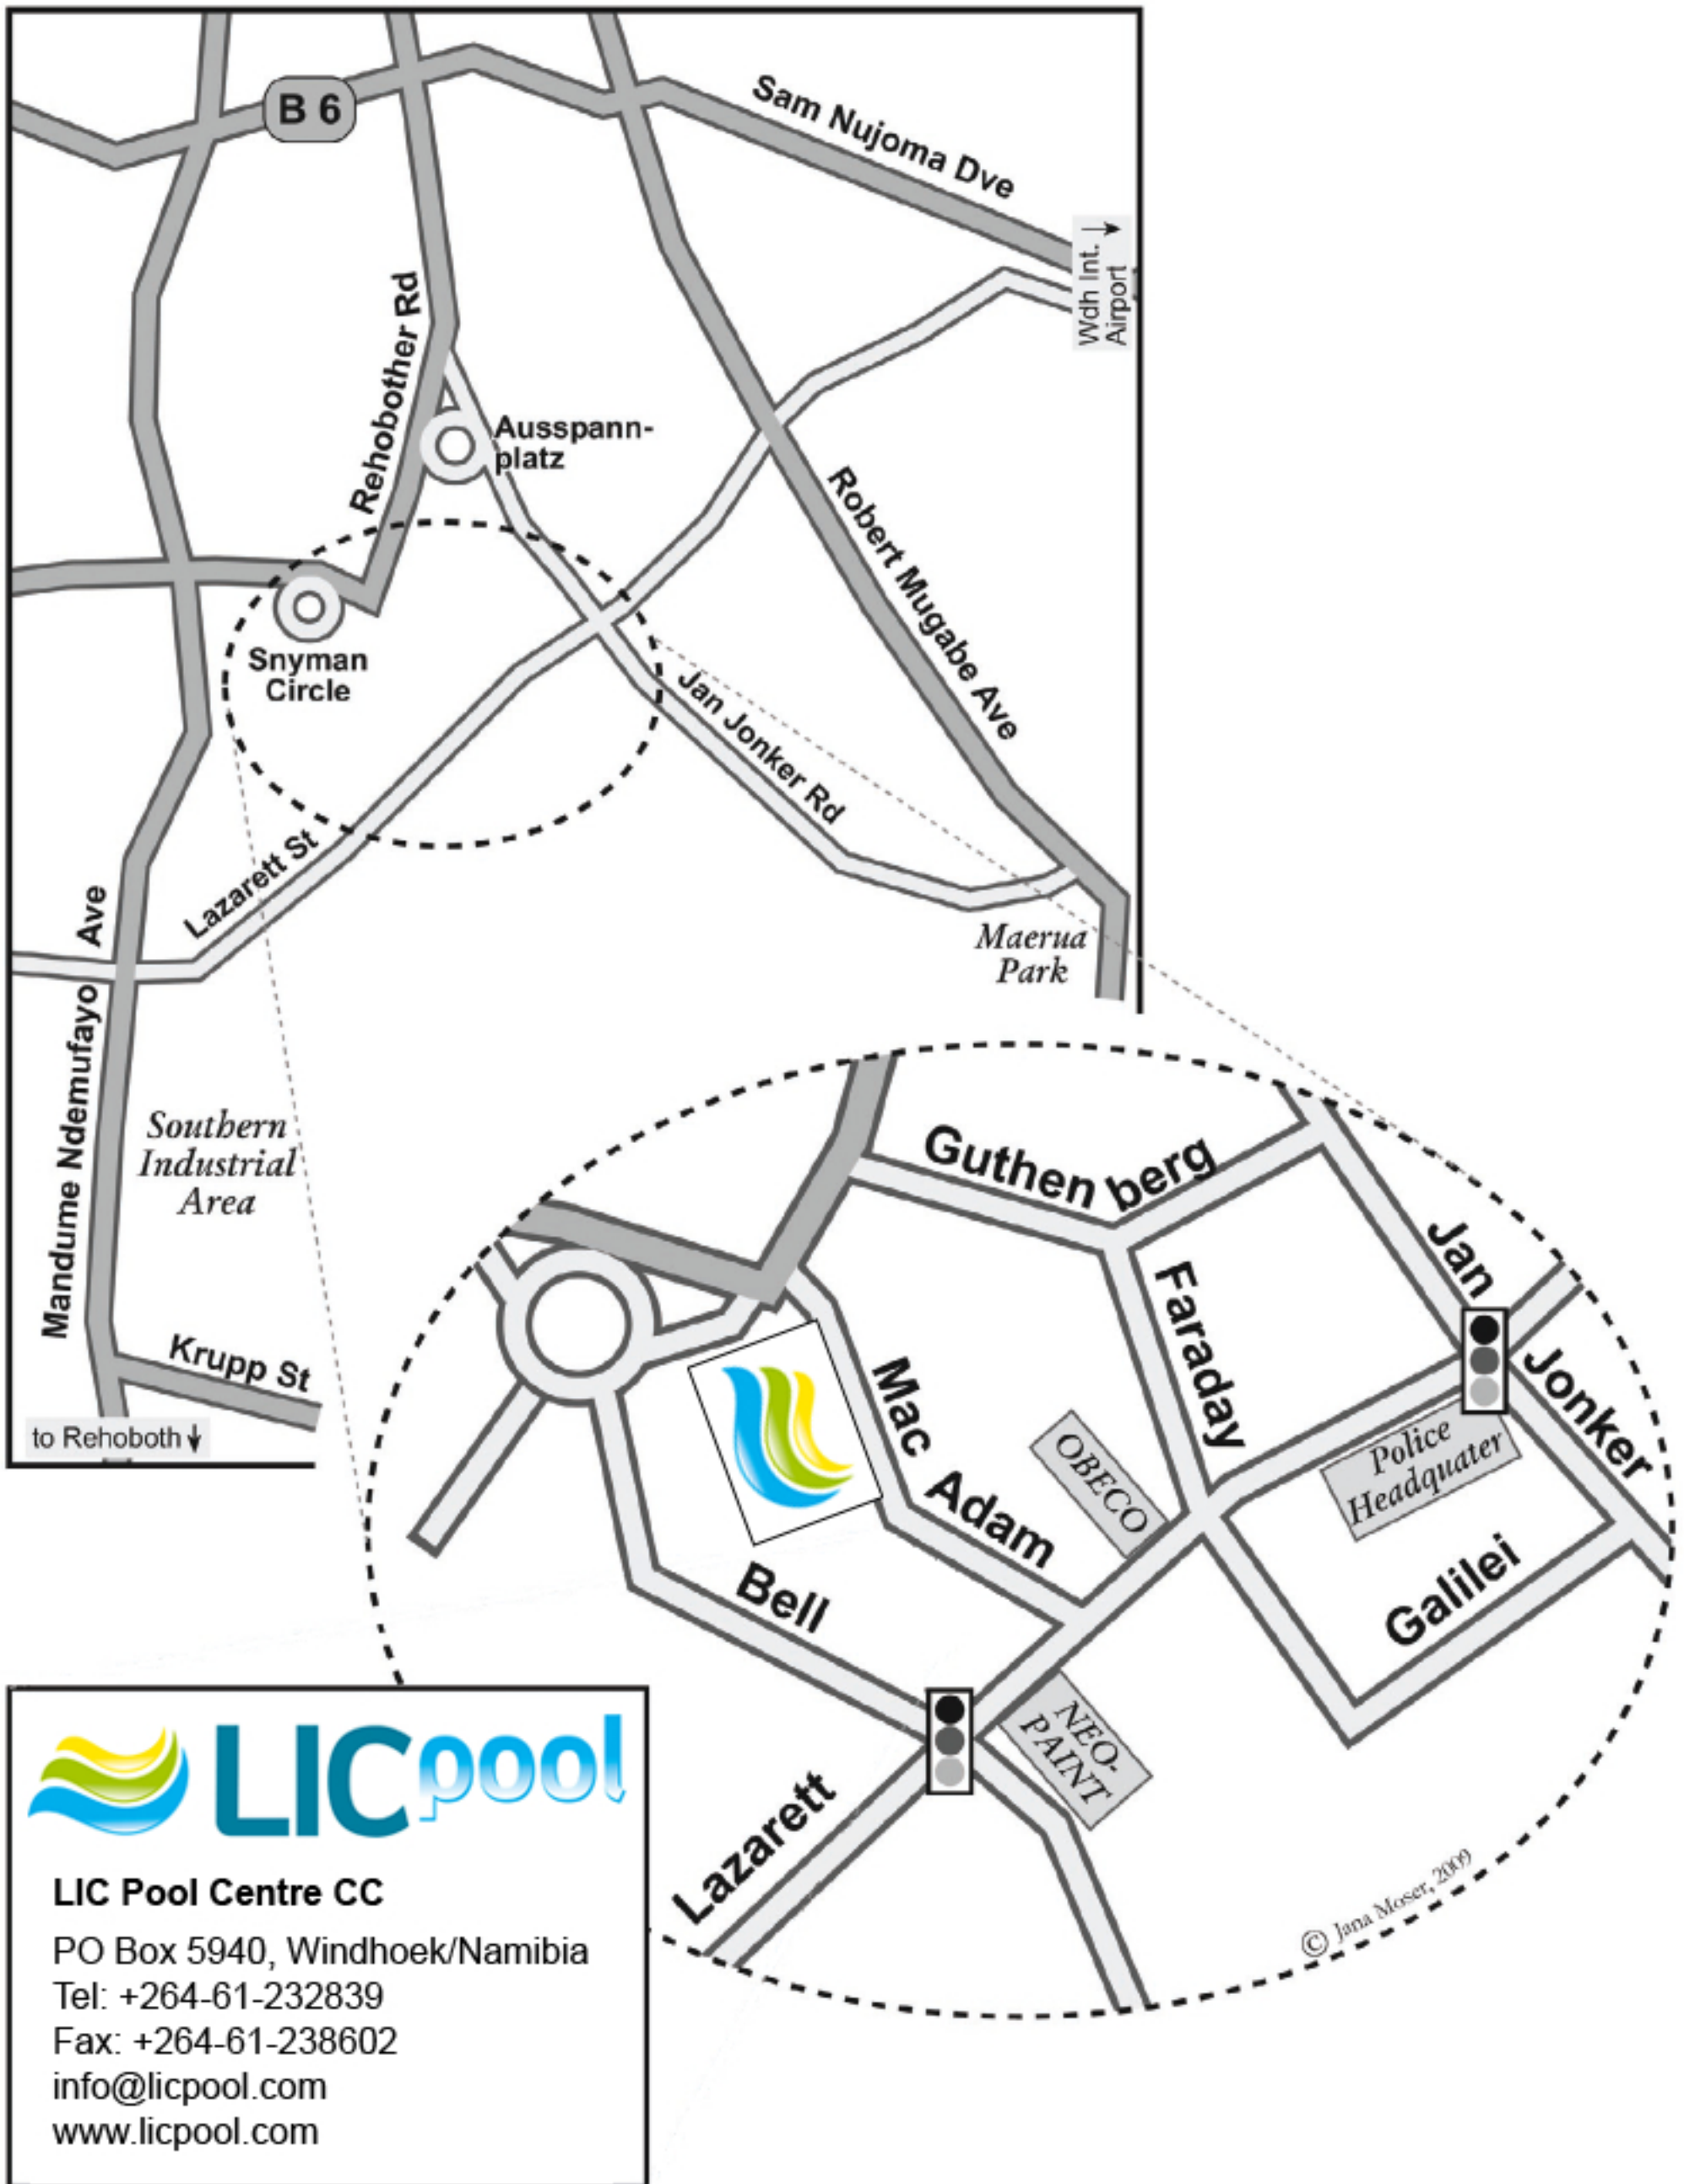 B 6
Sam Nujoma Dve
Wdh Int.
Airport
Rehobother Rd
Ausspann-
platz
Robert Mugabe Ave
Snyman
Circle
Jan Jonker Rd
Lazarett St
Maerua
Park
Mandume Ndemufayo Ave
Southern
Industrial
Area
Krupp St
to Rehoboth
Guthen berg
Jan Jonker
Faraday
Mac Adam
OBECO
Police
Headquater
Galilei
Bell
NEO-
PAINT
Lazarett
© Jana Moser, 2009
LIC pool
LIC Pool Centre CC
PO Box 5940, Windhoek/Namibia
Tel: +264-61-232839
Fax: +264-61-238602
info@licpool.com
www.licpool.com